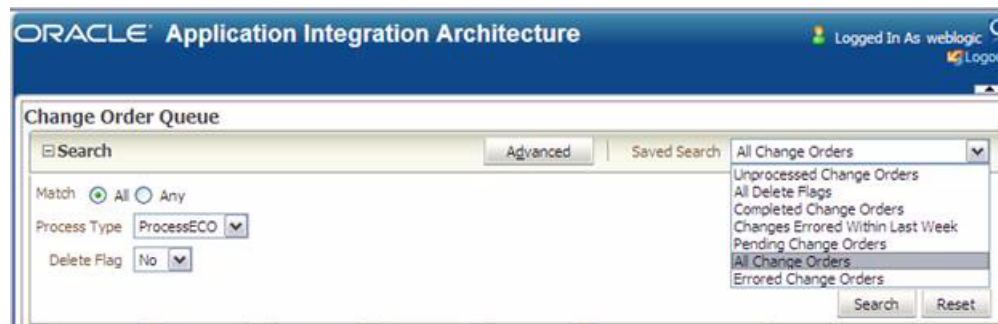 ORACLE Application Integration Architecture
Logged In As weblogic
Logou
Change Order Queue
Search Advanced Saved Search All Change Orders
Unprocessed Change Orders
All Delete Flags
Completed Change Orders
Changes Errored Within Last Week
Pending Change Orders
All Change Orders
Errored Change Orders
Match All Any
Process Type ProcessECO
Delete Flag No
Search Reset